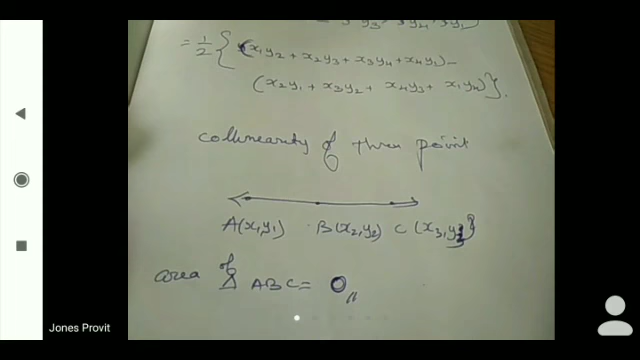 = 1/2 { (x₁y₂ + x₂y₃ + x₃y₄ + x₄y₁) –
(x₂y₁ + x₃y₂ + x₄y₃ + x₁y₄) }.
collinearity of three point
A(x₁,y₁) B(x₂,y₂) C(x₃,y₃)
area of Δ ABC = 0
Jones Provit